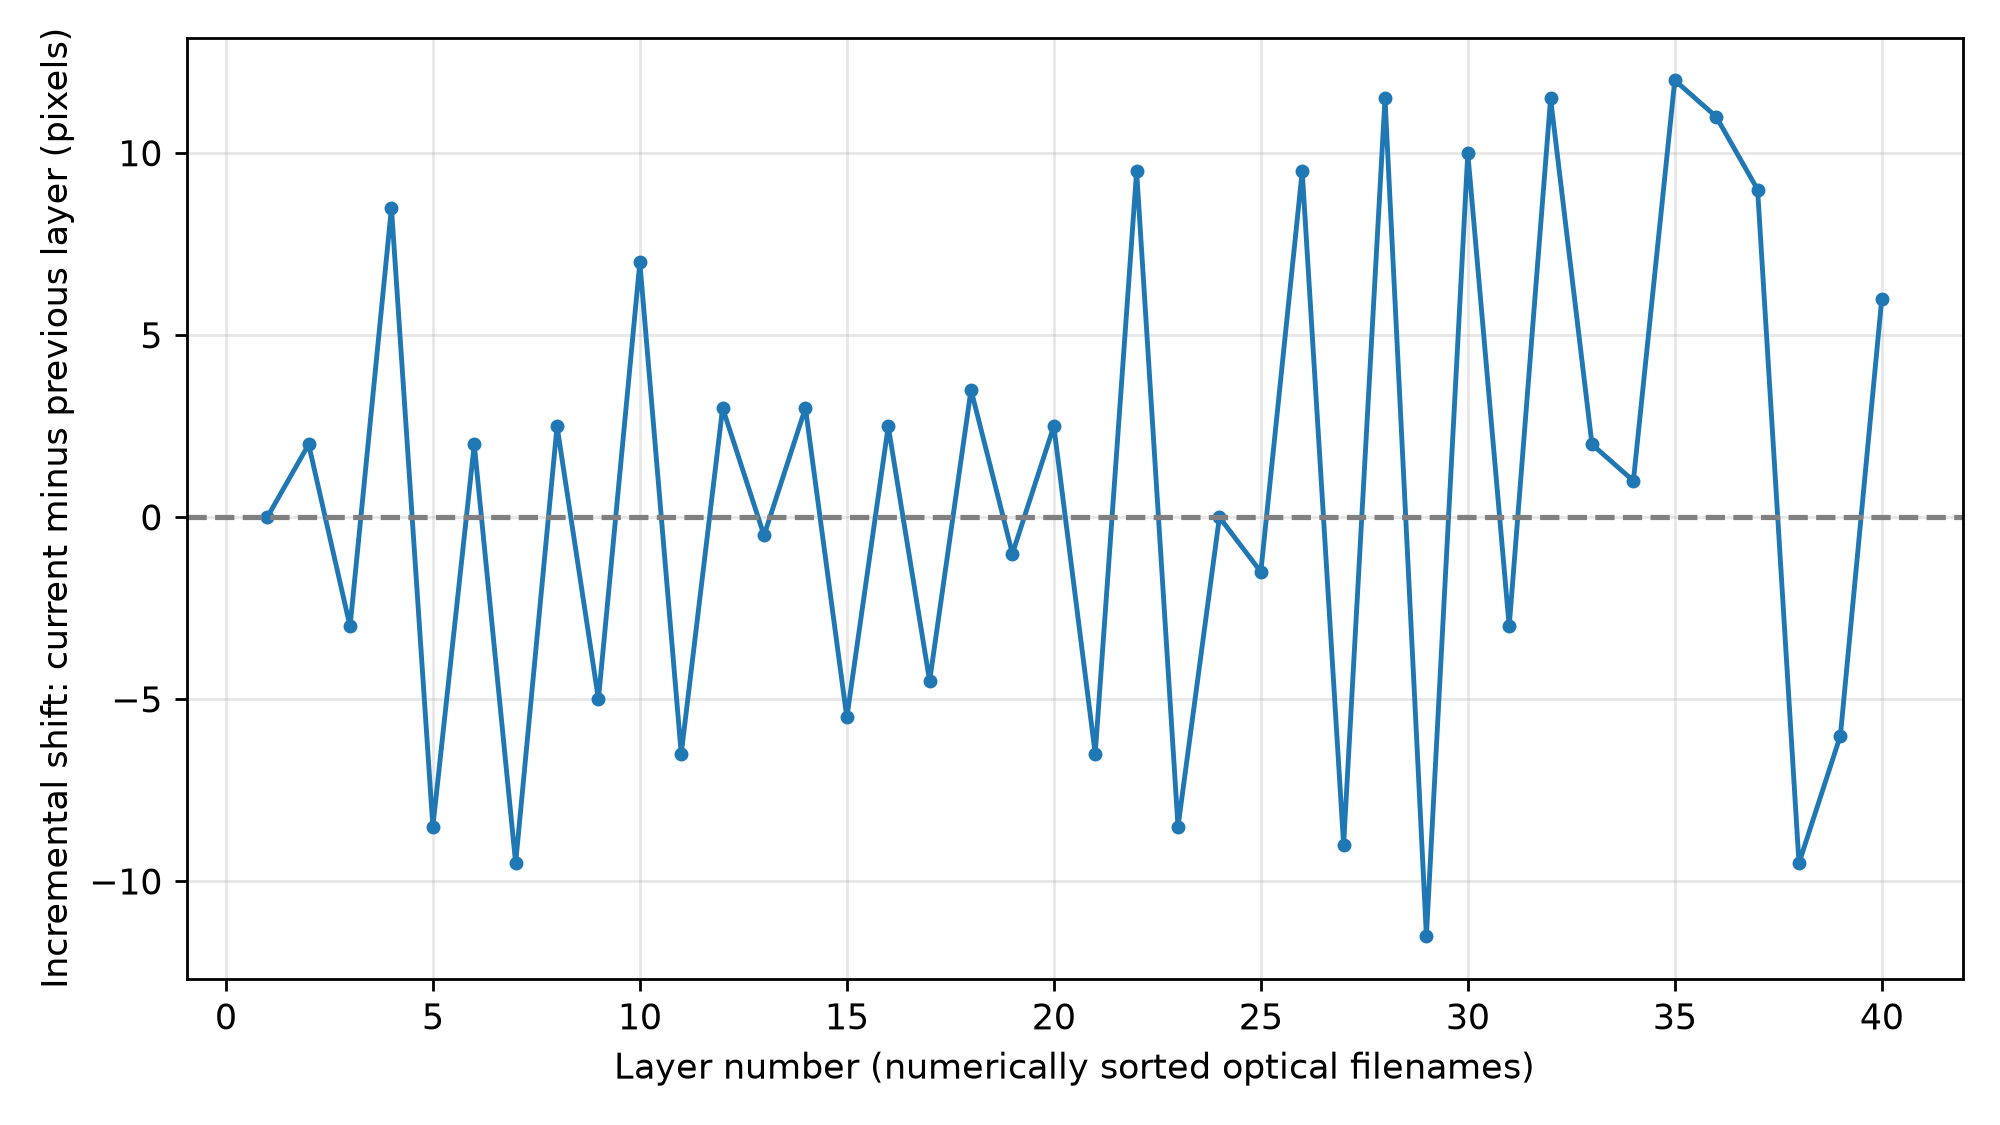 Incremental shift: current minus previous layer (pixels)
10
5
0
−5
−10
0 5 10 15 20 25 30 35 40
Layer number (numerically sorted optical filenames)